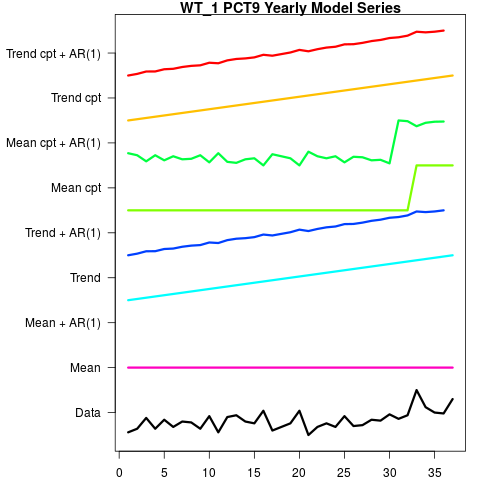 WT_1 PCT9 Yearly Model Series
Trend cpt + AR(1)
Trend cpt
Mean cpt + AR(1)
Mean cpt
Trend + AR(1)
Trend
Mean + AR(1)
Mean
Data
0 5 10 15 20 25 30 35